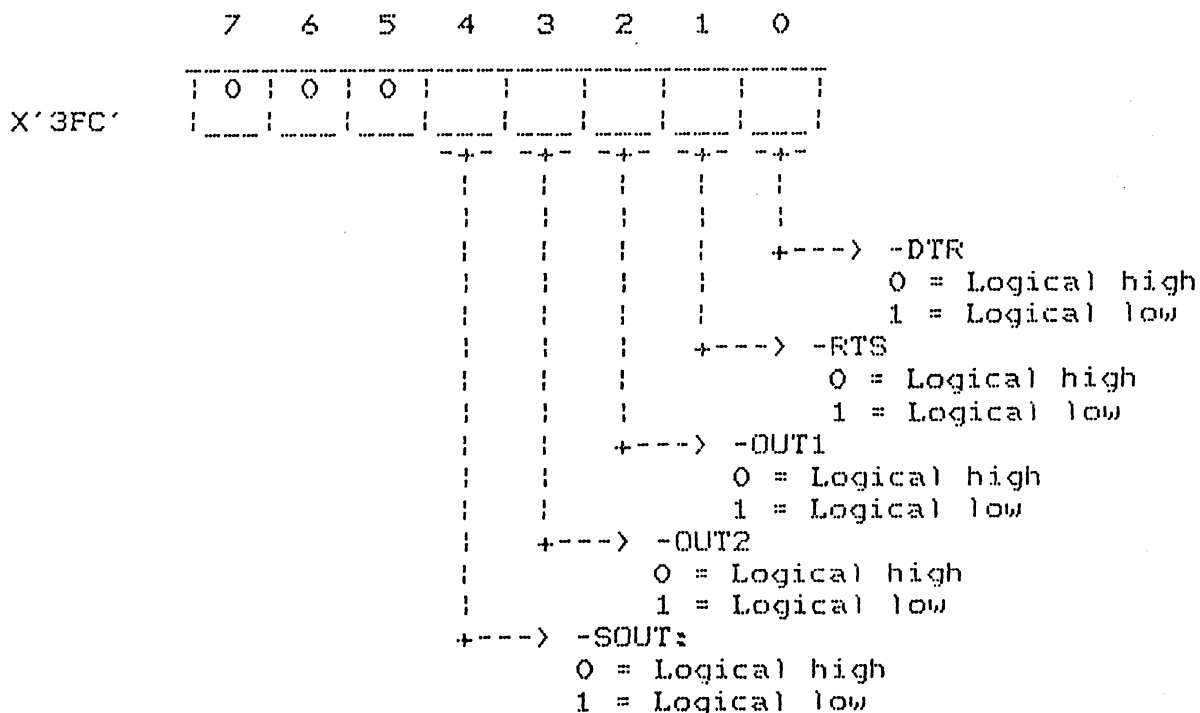 7 6 5 4 3 2 1 0
0 0 0
X'3FC'
+---> -DTR
0 = Logical high
1 = Logical low
+---> -RTS
0 = Logical high
1 = Logical low
+---> -OUT1
0 = Logical high
1 = Logical low
+---> -OUT2
0 = Logical high
1 = Logical low
+---> -SOUT:
0 = Logical high
1 = Logical low